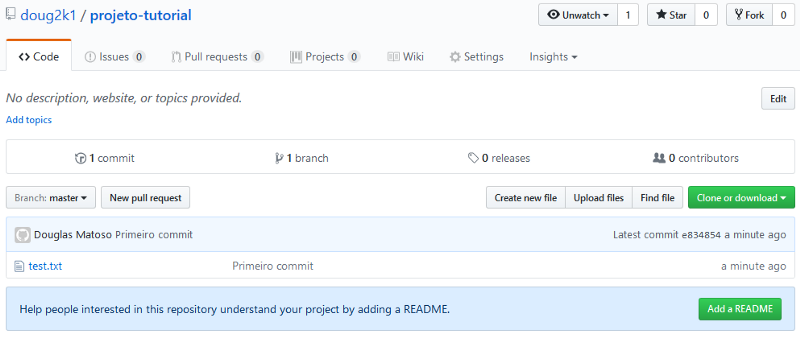 doug2k1 / projeto-tutorial Unwatch 1 Star 0 Fork 0
Code Issues 0 Pull requests 0 Projects 0 Wiki Settings Insights
No description, website, or topics provided. Edit
Add topics
1 commit 1 branch 0 releases 0 contributors
Branch: master New pull request Create new file Upload files Find file Clone or download
Douglas Matoso Primeiro commit Latest commit e834854 a minute ago
test.txt Primeiro commit a minute ago
Help people interested in this repository understand your project by adding a README. Add a README